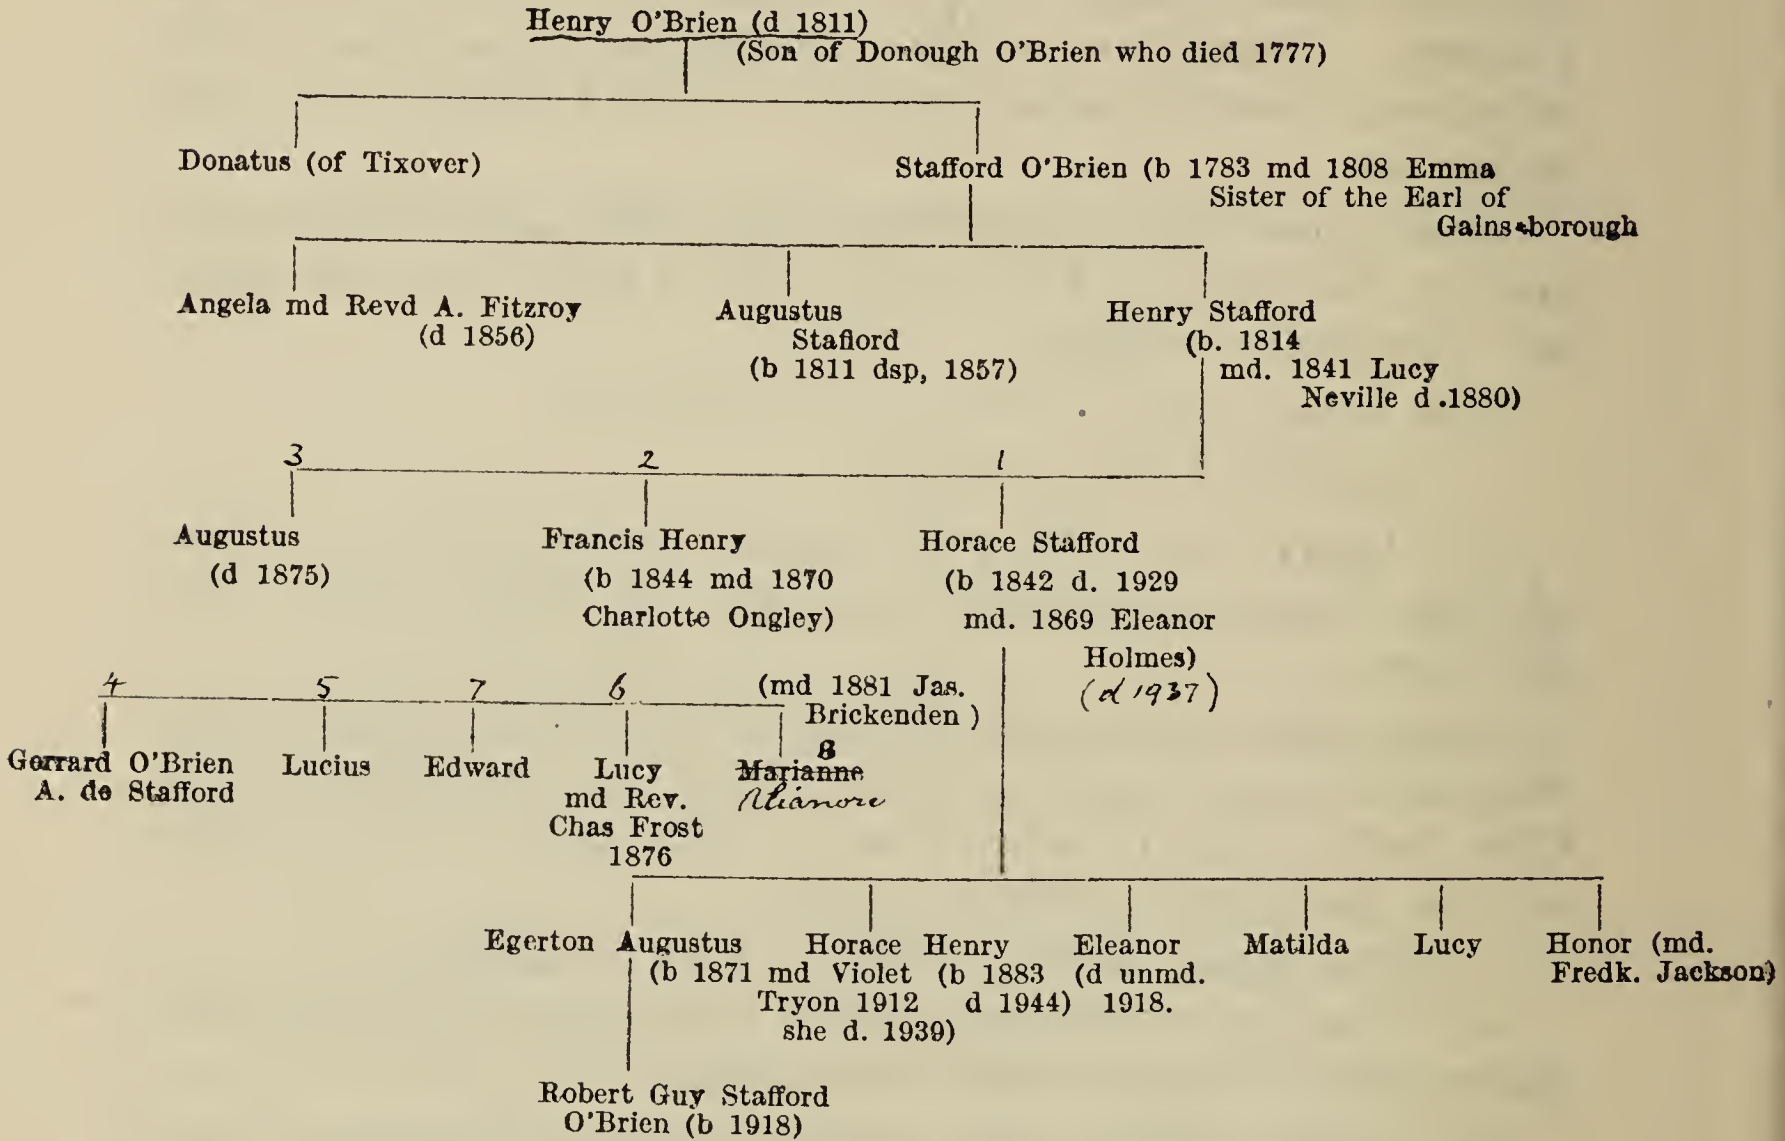 Henry O'Brien (d 1811)
(Son of Donough O'Brien who died 1777)
Donatus (of Tixover)
Stafford O'Brien (b 1783 md 1808 Emma
Sister of the Earl of
Gainsborough
Angela md Revd A. Fitzroy
(d 1856)
Augustus
Stafford
(b 1811 dsp, 1857)
Henry Stafford
(b. 1814
md. 1841 Lucy
Neville d.1880)
3
2
1
Augustus
(d 1875)
Francis Henry
(b 1844 md 1870
Charlotte Ongley)
Horace Stafford
(b 1842 d. 1929
md. 1869 Eleanor
Holmes)
(d 1937)
4
5
7
6
(md 1881 Jas.
Brickenden )
Gerrard O'Brien
A. de Stafford
Lucius
Edward
Lucy
md Rev.
Chas Frost
1876
8
Marianne
Alianore
Egerton Augustus
(b 1871 md Violet
Tryon 1912
she d. 1939)
Horace Henry
(b 1883
d 1944)
Eleanor
(d unmd.
1918.
Matilda
Lucy
Honor (md.
Fredk. Jackson)
Robert Guy Stafford
O'Brien (b 1918)